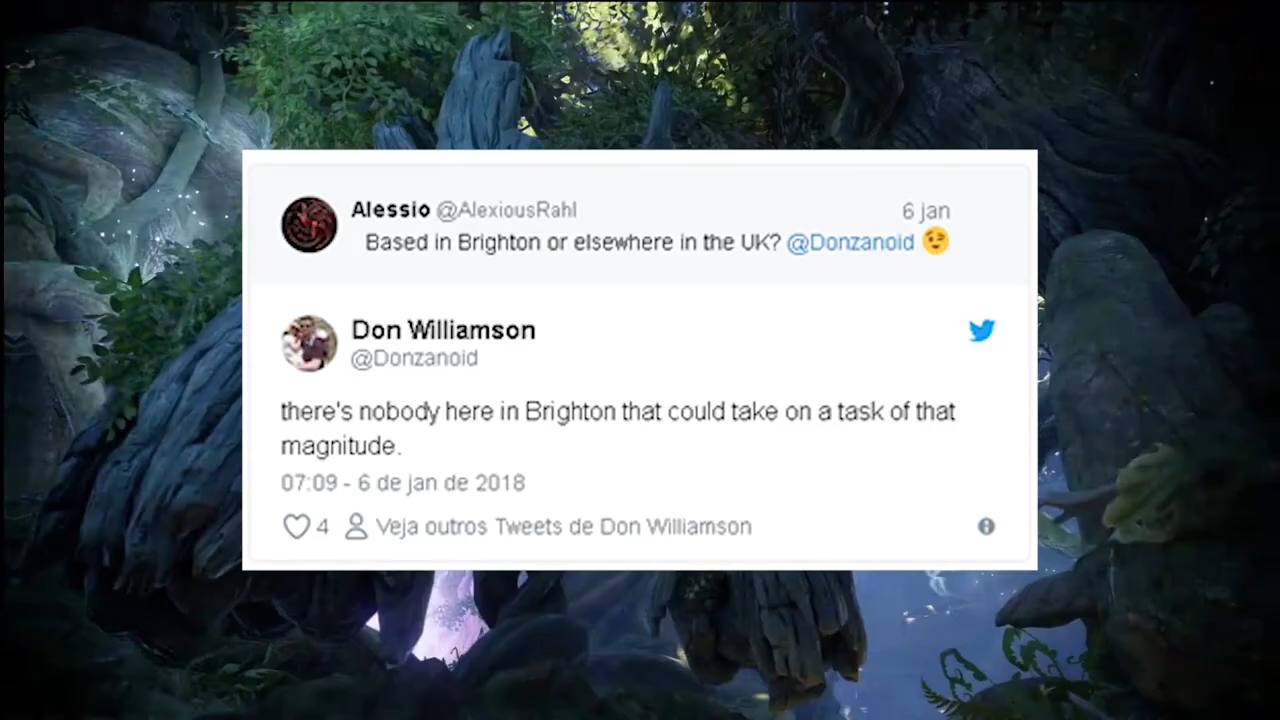 Alessio @AlexiousRahl 6 jan
Based in Brighton or elsewhere in the UK? @Donzanoid 😉
Don Williamson
@Donzanoid
there's nobody here in Brighton that could take on a task of that
magnitude.
07:09 - 6 de jan de 2018
4 Veja outros Tweets de Don Williamson